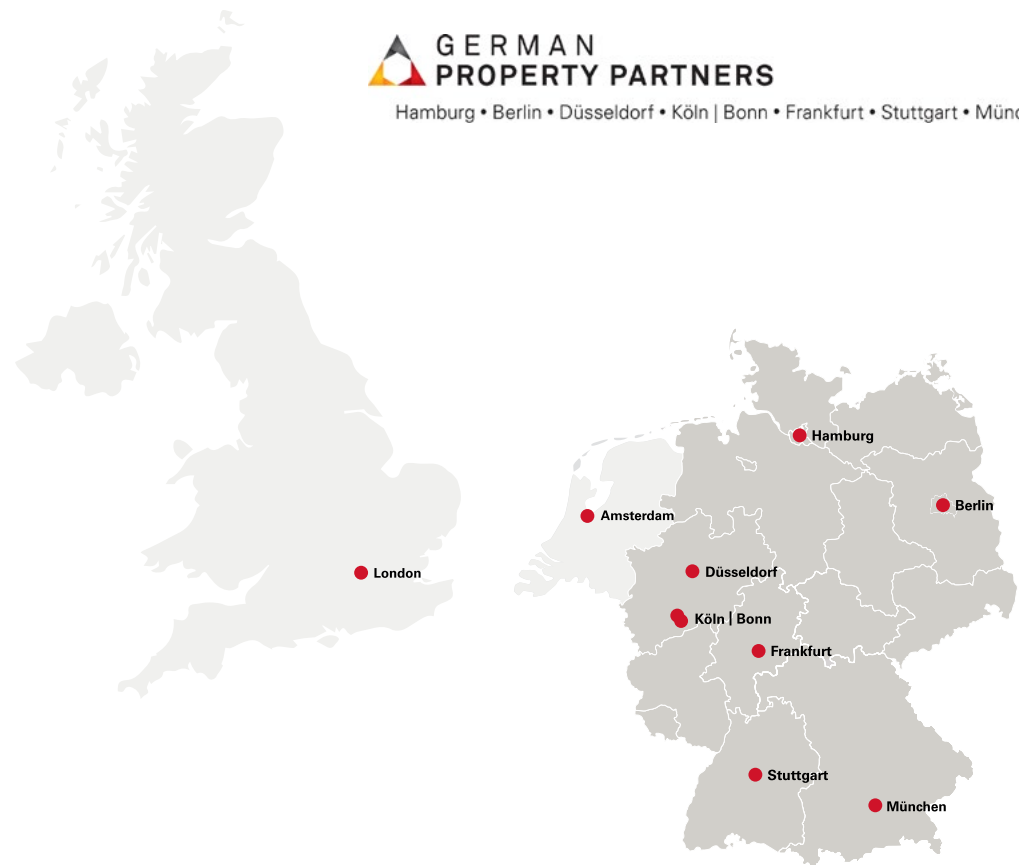 GERMAN
PROPERTY PARTNERS
Hamburg • Berlin • Düsseldorf • Köln | Bonn • Frankfurt • Stuttgart •
Hamburg
Berlin
Amsterdam
London
Düsseldorf
Köln | Bonn
Frankfurt
Stuttgart
München